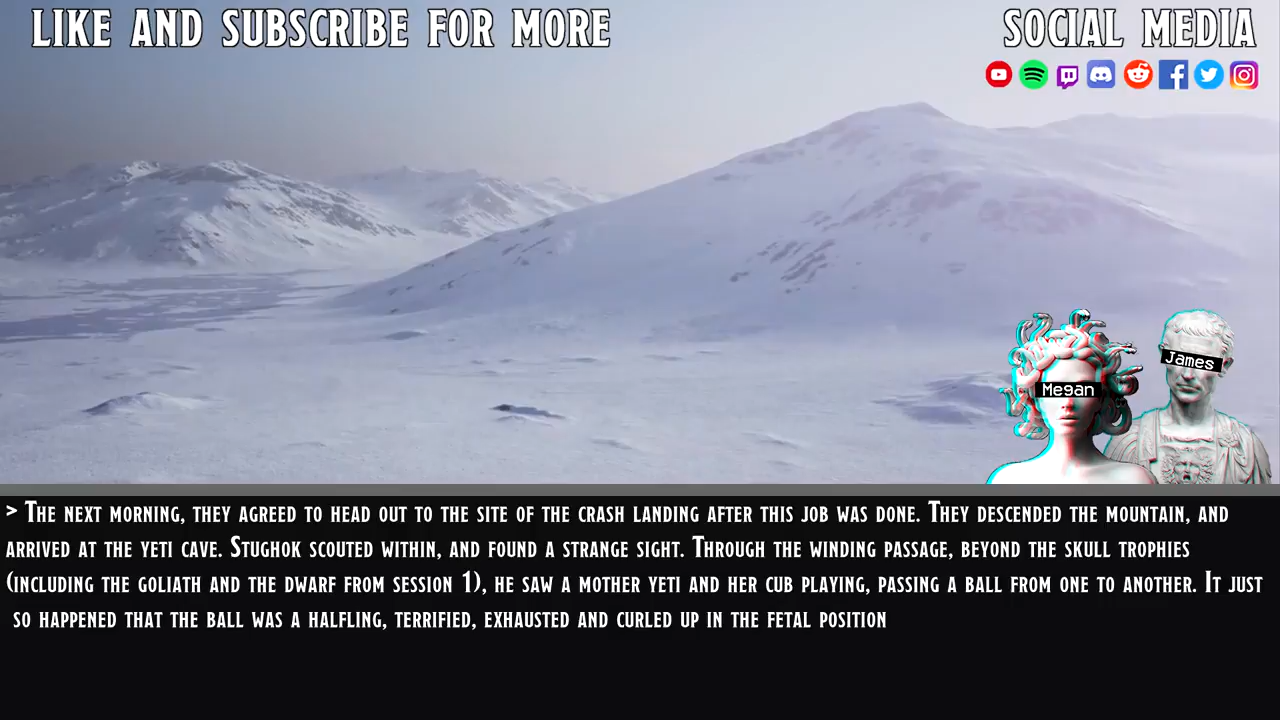 LIKE AND SUBSCRIBE FOR MORE
SOCIAL MEDIA
James
Megan
> The next morning, they agreed to head out to the site of the crash landing after this job was done. They descended the mountain, and
arrived at the yeti cave. Stughok scouted within, and found a strange sight. Through the winding passage, beyond the skull trophies
(including the goliath and the dwarf from session 1), he saw a mother yeti and her cub playing, passing a ball from one to another. It just
so happened that the ball was a halfling, terrified, exhausted and curled up in the fetal position